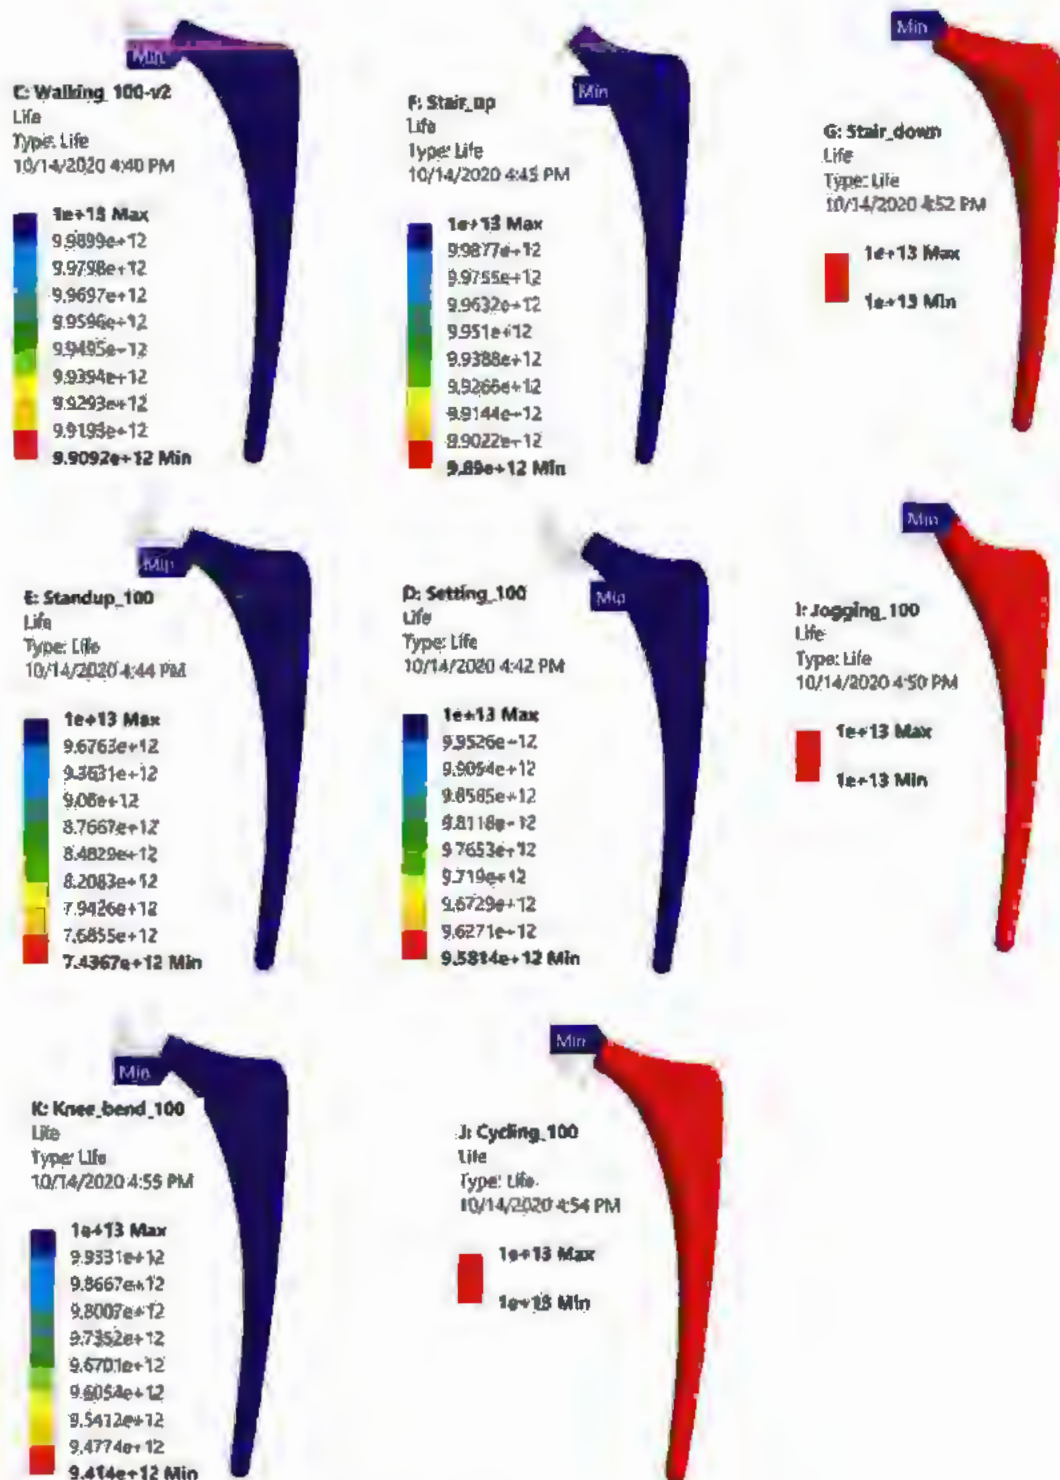 Min
C: Walking_100-v2
Life
Type: Life
10/14/2020 4:40 PM
1e+13 Max
9.9899e+12
9.9798e+12
9.9697e+12
9.9596e+12
9.9495e+12
9.9394e+12
9.9293e+12
9.9193e+12
9.9092e+12 Min
Min
F: Stair_up
Life
Type: Life
10/14/2020 4:45 PM
1e+13 Max
9.9877e+12
9.9755e+12
9.9632e+12
9.951e+12
9.9388e+12
9.9266e+12
9.9144e+12
9.9022e+12
9.89e+12 Min
Min
G: Stair_down
Life
Type: Life
10/14/2020 4:52 PM
1e+13 Max
1e+13 Min
Min
E: Standup_100
Life
Type: Life
10/14/2020 4:44 PM
1e+13 Max
9.6763e+12
9.3631e+12
9.06e+12
8.7667e+12
8.4829e+12
8.2083e+12
7.9426e+12
7.6855e+12
7.4367e+12 Min
Min
D: Setting_100
Life
Type: Life
10/14/2020 4:42 PM
1e+13 Max
9.9526e+12
9.9054e+12
9.8585e+12
9.8118e+12
9.7653e+12
9.719e+12
9.6729e+12
9.6271e+12
9.5814e+12 Min
Min
I: Jogging_100
Life
Type: Life
10/14/2020 4:50 PM
1e+13 Max
1e+13 Min
Min
K: Knee_bend_100
Life
Type: Life
10/14/2020 4:55 PM
1e+13 Max
9.9331e+12
9.8667e+12
9.8007e+12
9.7352e+12
9.6701e+12
9.6054e+12
9.5412e+12
9.4774e+12
9.414e+12 Min
Min
J: Cycling_100
Life
Type: Life
10/14/2020 4:54 PM
1e+13 Max
1e+13 Min